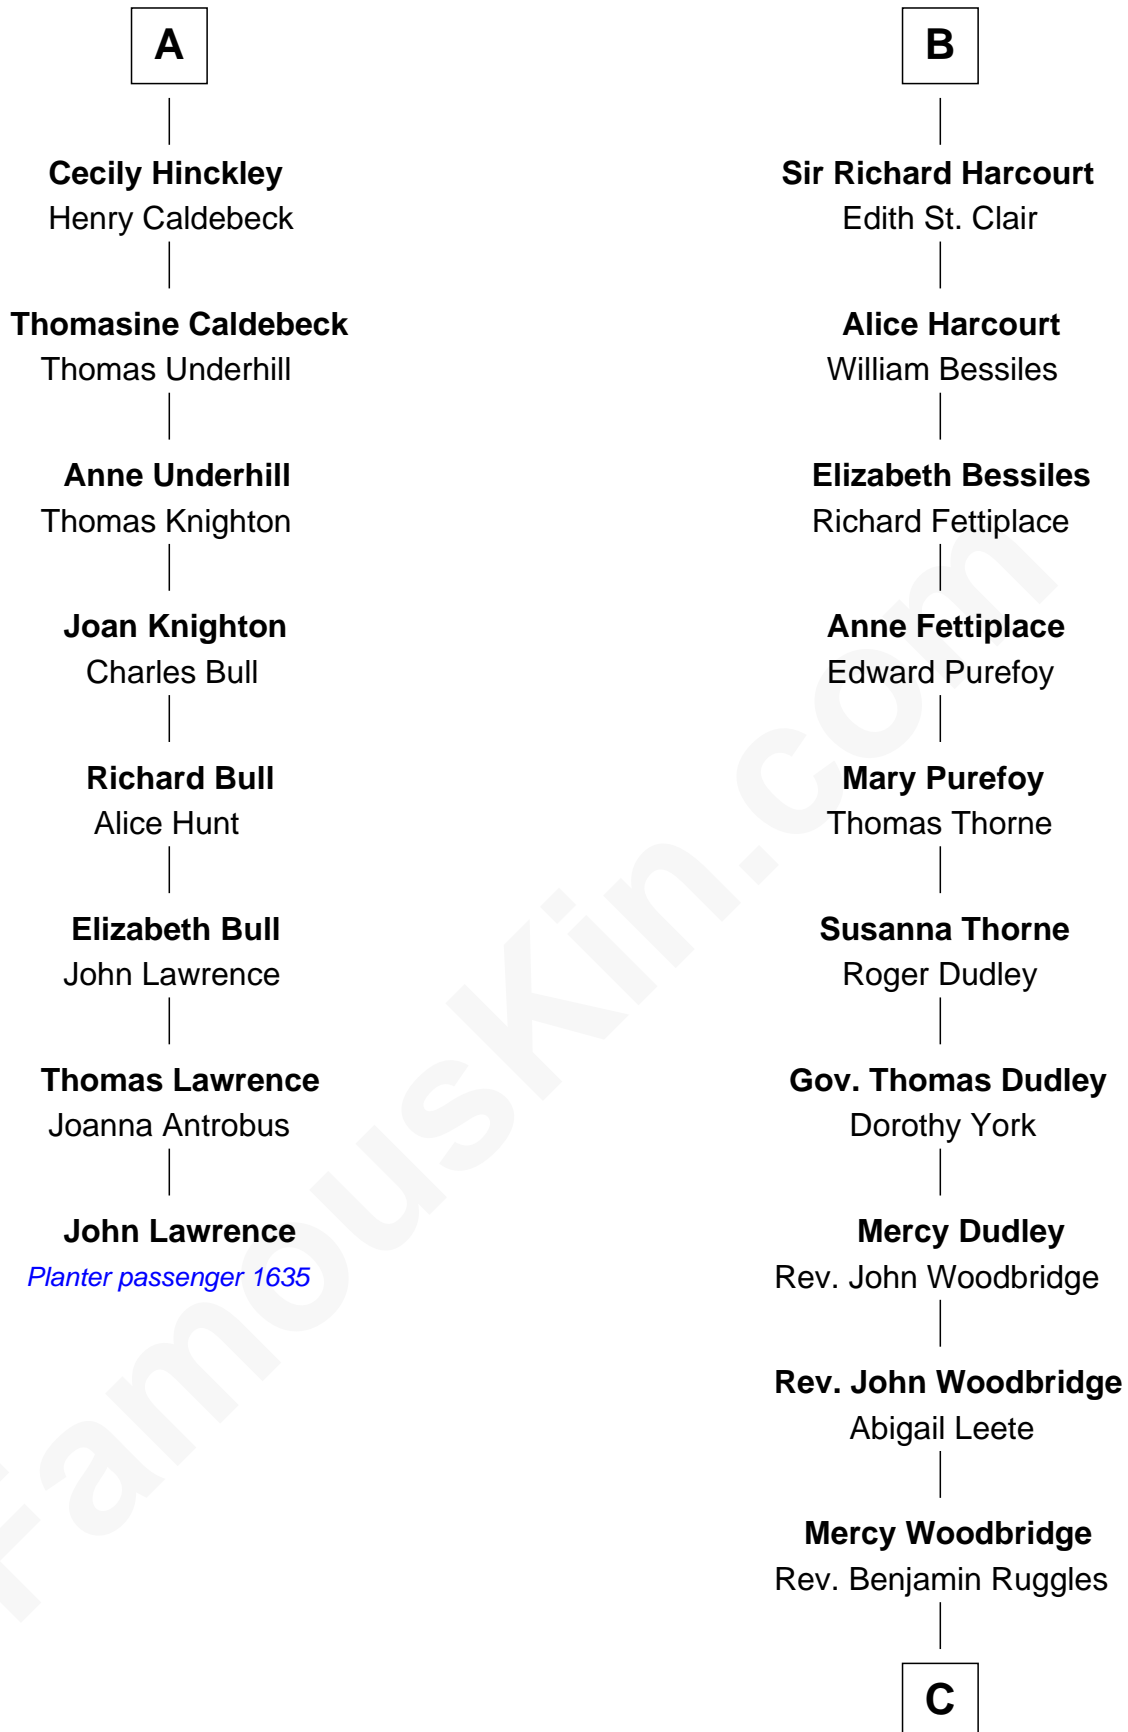 A
Cecily Hinckley
Henry Caldebeck
Thomasine Caldebeck
Thomas Underhill
Anne Underhill
Thomas Knighton
Joan Knighton
Charles Bull
Richard Bull
Alice Hunt
Elizabeth Bull
John Lawrence
Thomas Lawrence
Joanna Antrobus
John Lawrence
Planter passenger 1635
B
Sir Richard Harcourt
Edith St. Clair
Alice Harcourt
William Bessiles
Elizabeth Bessiles
Richard Fettiplace
Anne Fettiplace
Edward Purefoy
Mary Purefoy
Thomas Thorne
Susanna Thorne
Roger Dudley
Gov. Thomas Dudley
Dorothy York
Mercy Dudley
Rev. John Woodbridge
Rev. John Woodbridge
Abigail Leete
Mercy Woodbridge
Rev. Benjamin Ruggles
C
FamousKin.com